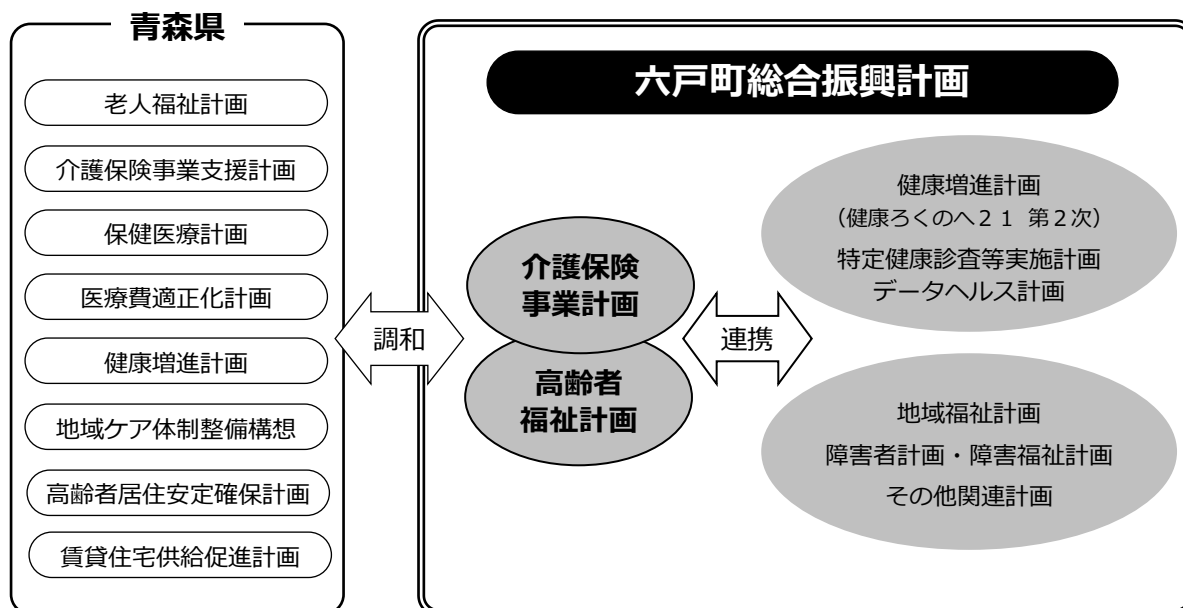 青森県
老人福祉計画
介護保険事業支援計画
保健医療計画
医療費適正化計画
健康増進計画
地域ケア体制整備構想
高齢者居住安定確保計画
賃貸住宅供給促進計画
調和
六戸町総合振興計画
介護保険
事業計画
高齢者
福祉計画
連携
健康増進計画
（健康ろくのへ２１ 第２次）
特定健康診査等実施計画
データヘルス計画
地域福祉計画
障害者計画・障害福祉計画
その他関連計画